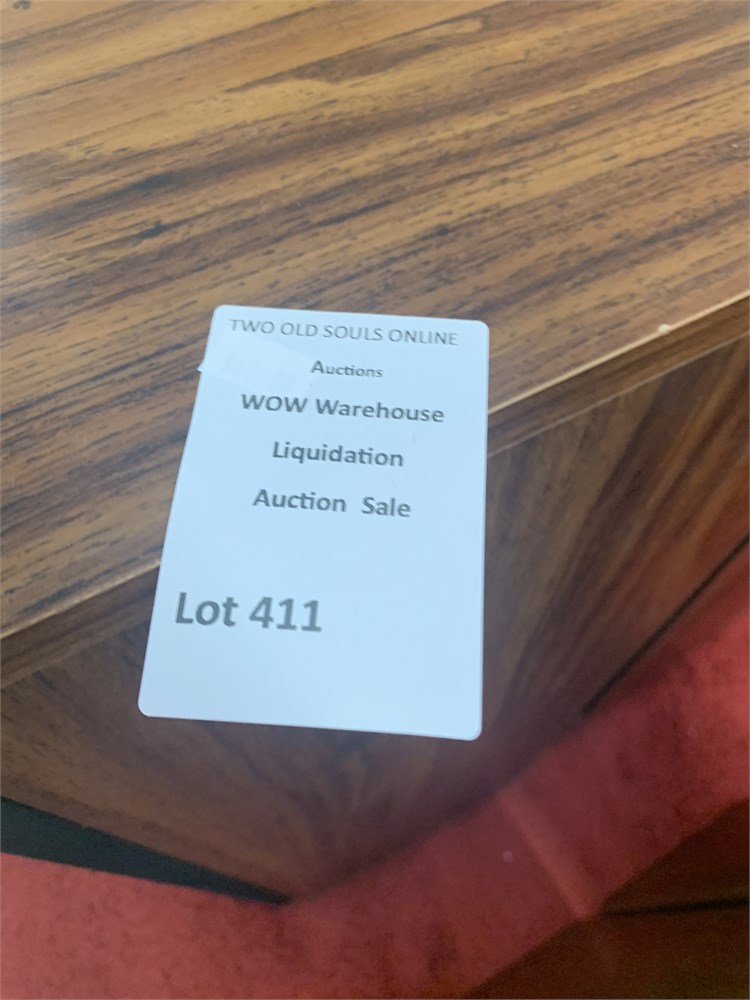 TWO OLD SOULS ONLINE
Auctions
WOW Warehouse
Liquidation
Auction Sale
Lot 411